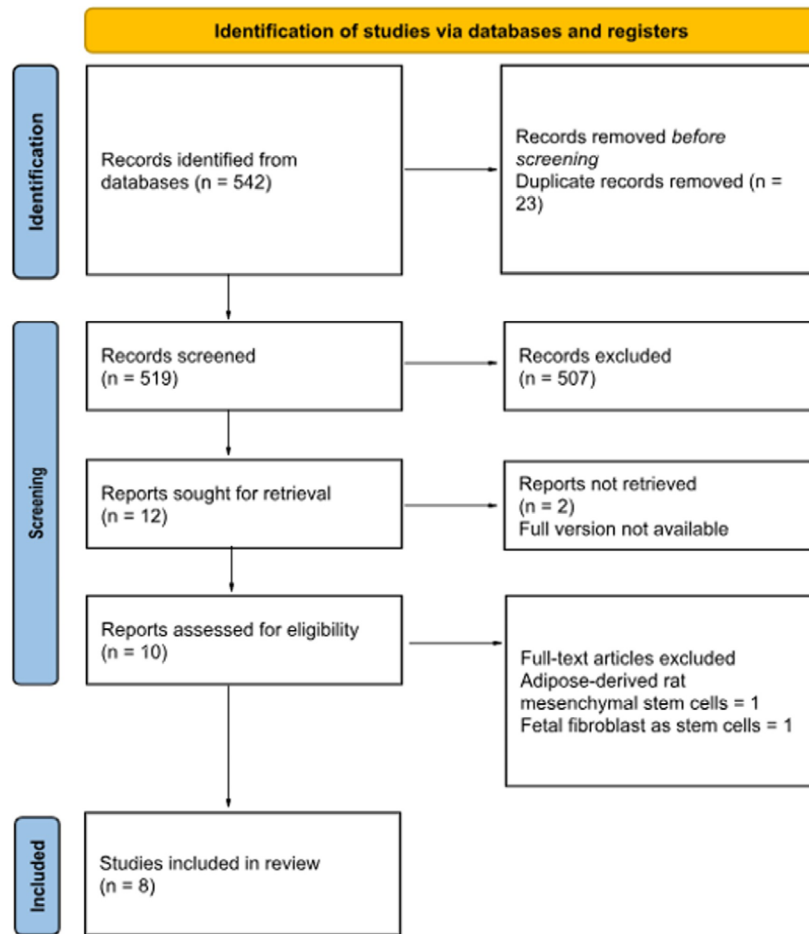 Identification of studies via databases and registers
Identification
Records identified from
databases (n = 542)
Records removed before
screening
Duplicate records removed (n =
23)
Screening
Records screened
(n = 519)
Records excluded
(n = 507)
Reports sought for retrieval
(n = 12)
Reports not retrieved
(n = 2)
Full version not available
Reports assessed for eligibility
(n = 10)
Full-text articles excluded
Adipose-derived rat
mesenchymal stem cells = 1
Fetal fibroblast as stem cells = 1
Included
Studies included in review
(n = 8)